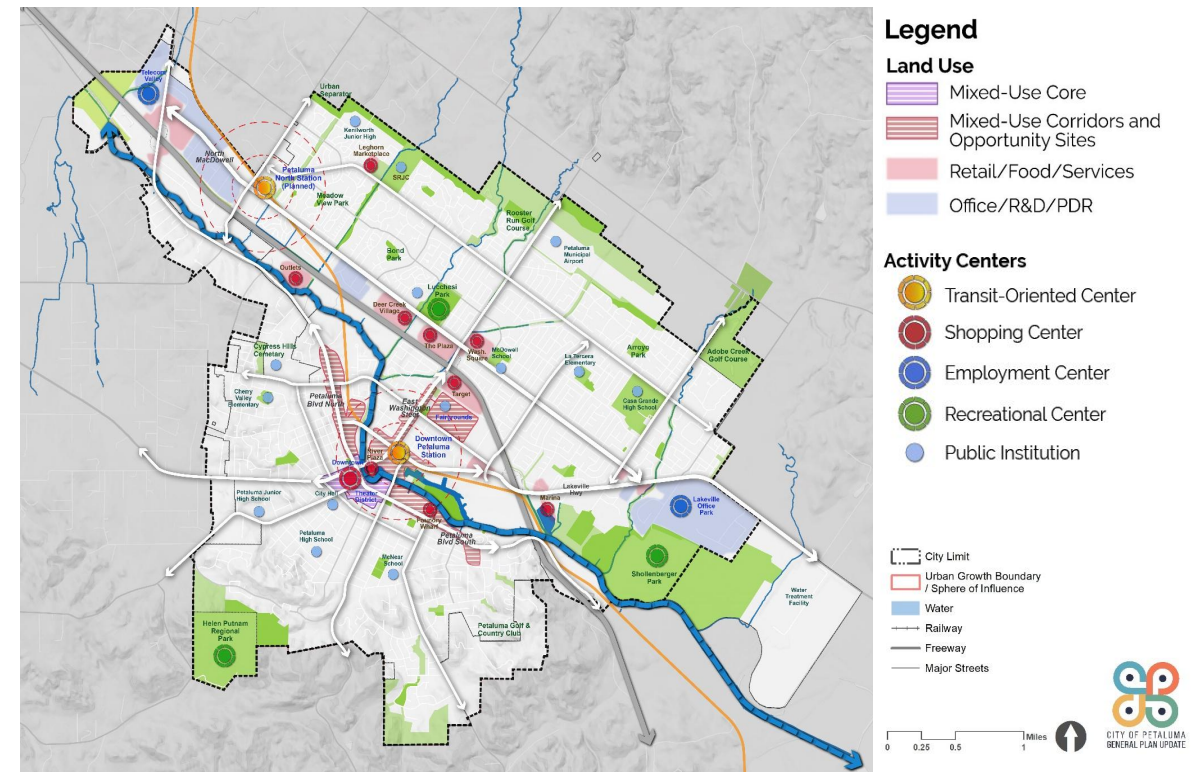 Telecom
Valley
Urban
Separator
Kenilworth
Junior High
Leghorn
Marketplace
SRJC
North
MacDowell
Petaluma
North Station
(Planned)
Meadow
View Park
Rooster
Run Golf
Course
Petaluma
Municipal
Airport
Bond
Park
Outlets
Lucchesi
Park
Deer Creek
Village
The Plaza
Wash.
Square
McDowell
School
La Tercera
Elementary
Arroyo
Park
Adobe Creek
Golf Course
Cypress Hills
Cemetary
Cherry
Valley
Elementary
Petaluma
Blvd North
East
Washington
Street
Target
Fairgrounds
Casa Grande
High School
Downtown
Petaluma
Station
River
Plaza
Downtown
Theater
District
City Hall
Petaluma Junior
High School
Petaluma
High School
McNear
School
Foundry
Wharf
Petaluma
Blvd South
Marina
Lakeville
Hwy
Lakeville
Office
Park
Shollenberger
Park
Water
Treatment
Facility
Helen Putnam
Regional
Park
Petaluma Golf &
Country Club
Legend
Land Use
Mixed-Use Core
Mixed-Use Corridors and
Opportunity Sites
Retail/Food/Services
Office/R&D/PDR
Activity Centers
Transit-Oriented Center
Shopping Center
Employment Center
Recreational Center
Public Institution
City Limit
Urban Growth Boundary
/ Sphere of Influence
Water
Railway
Freeway
Major Streets
Miles
0 0.25 0.5 1
CITY OF PETALUMA
GENERAL PLAN UPDATE